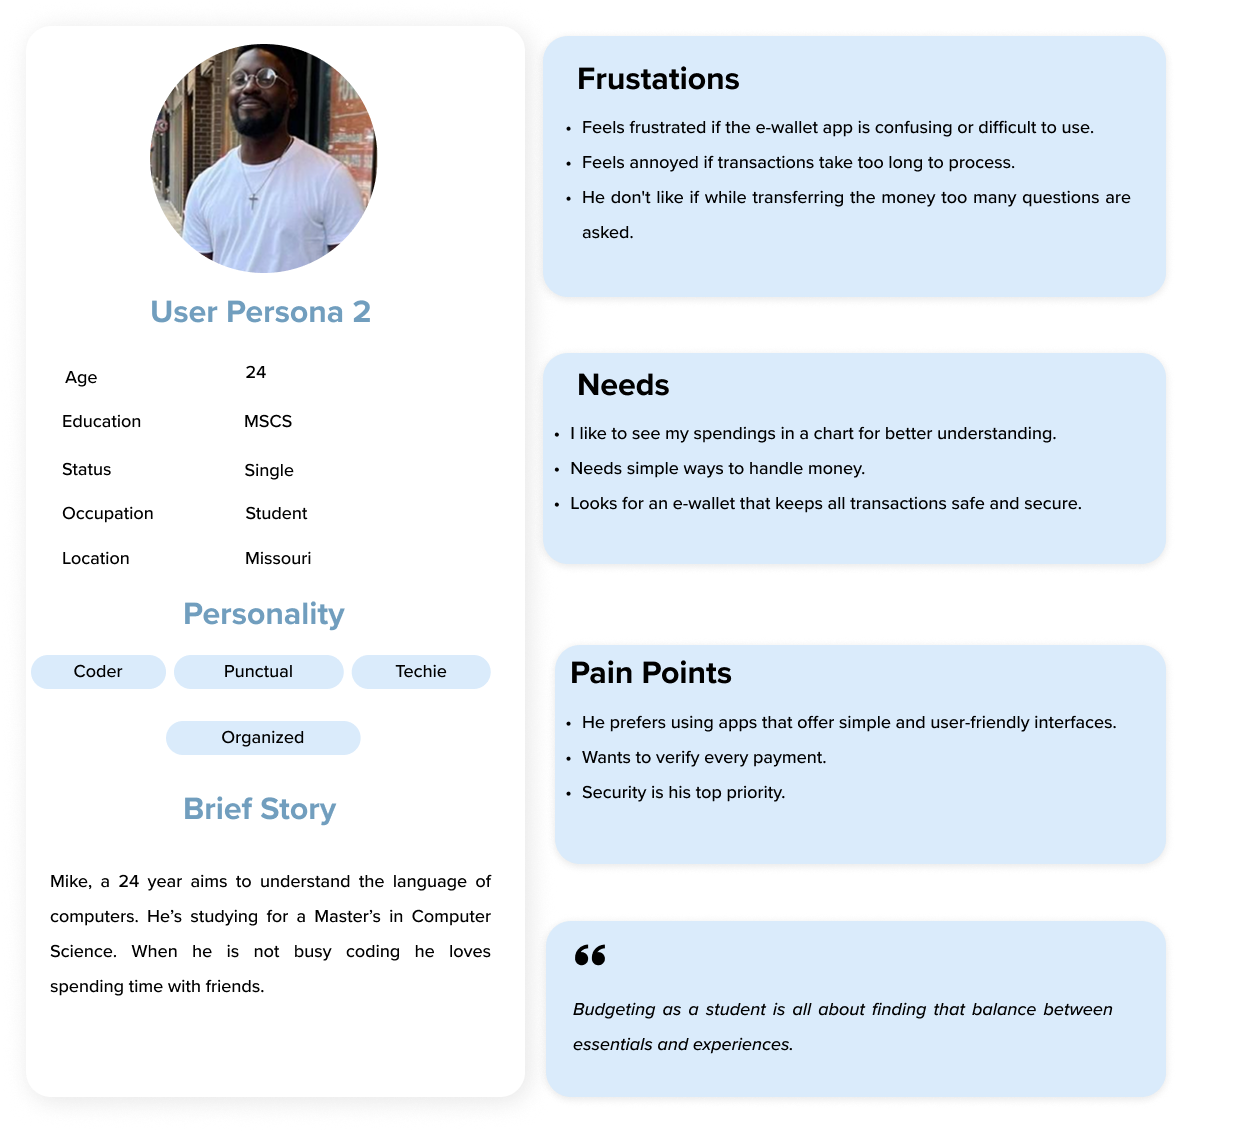 User Persona 2
Age 24
Education MSCS
Status Single
Occupation Student
Location Missouri
Personality
Coder Punctual Techie
Organized
Brief Story
Mike, a 24 year aims to understand the language of
computers. He’s studying for a Master’s in Computer
Science. When he is not busy coding he loves
spending time with friends.
Frustations
• Feels frustrated if the e-wallet app is confusing or difficult to use.
• Feels annoyed if transactions take too long to process.
• He don't like if while transferring the money too many questions are
asked.
Needs
• I like to see my spendings in a chart for better understanding.
• Needs simple ways to handle money.
• Looks for an e-wallet that keeps all transactions safe and secure.
Pain Points
• He prefers using apps that offer simple and user-friendly interfaces.
• Wants to verify every payment.
• Security is his top priority.
“
Budgeting as a student is all about finding that balance between
essentials and experiences.